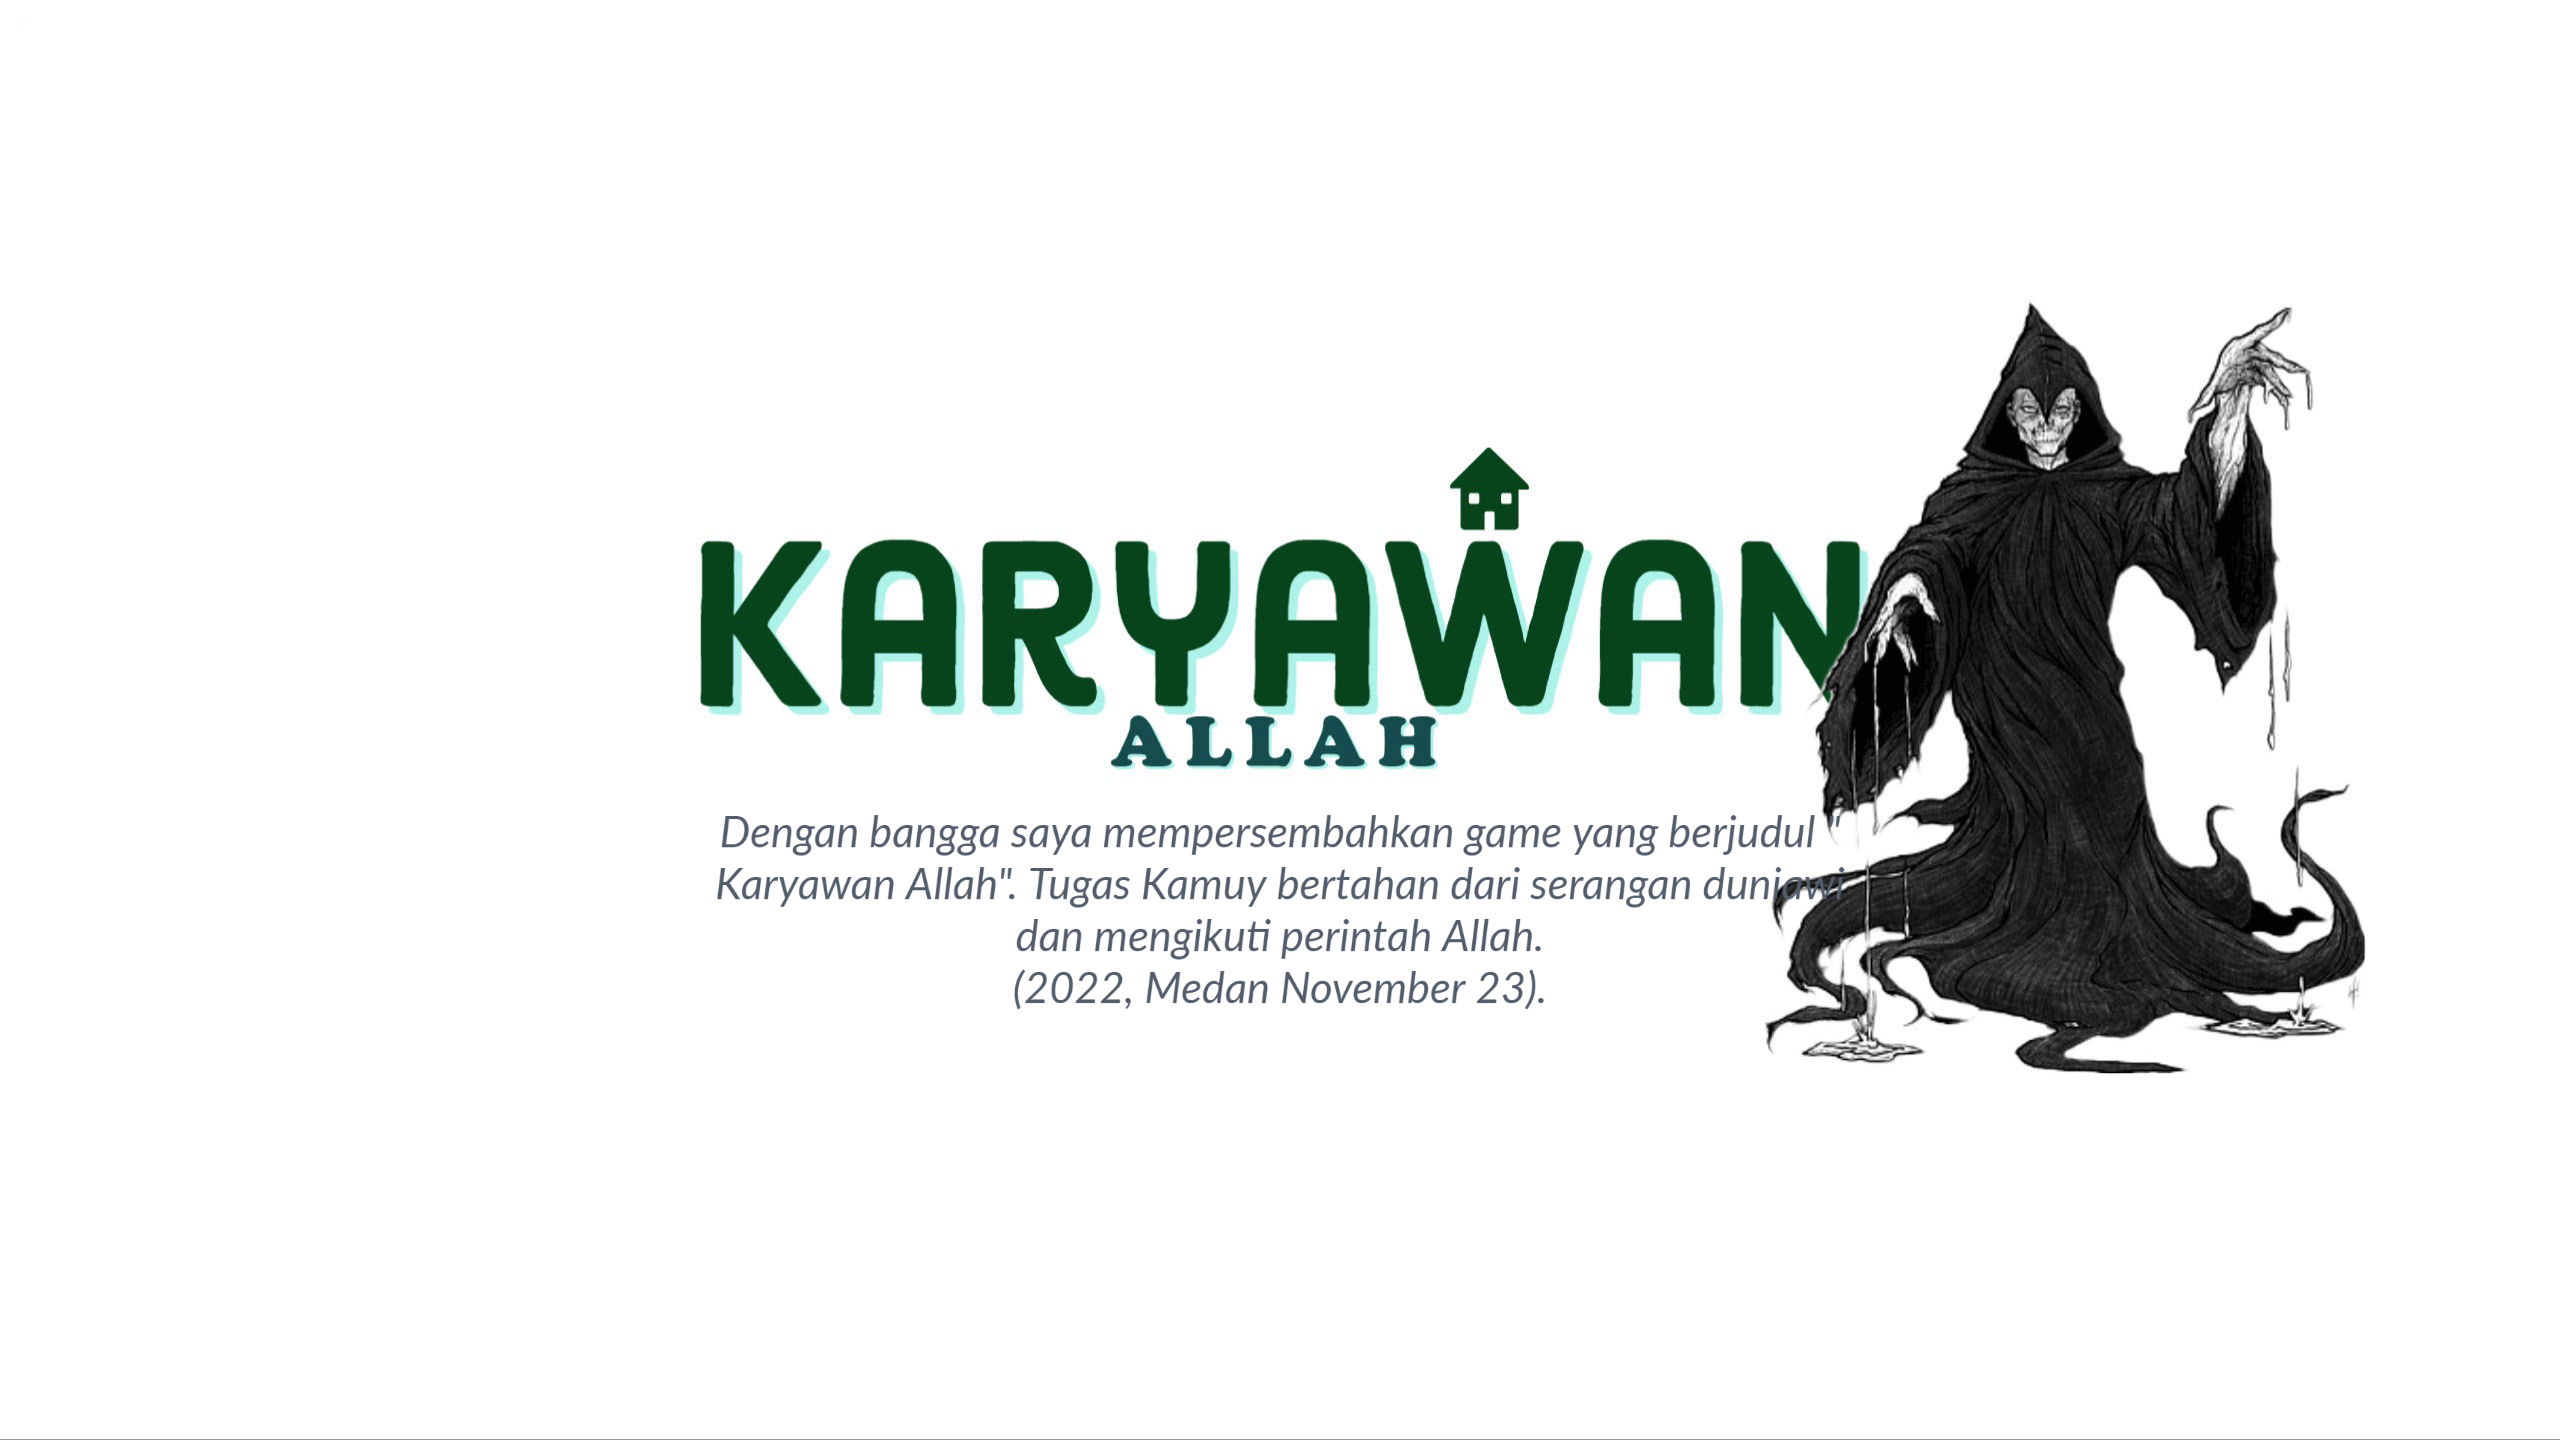 KARYAWAN
ALLAH
Dengan bangga saya mempersembahkan game yang berjudul "
Karyawan Allah". Tugas Kamuy bertahan dari serangan duniawi
dan mengikuti perintah Allah.
(2022, Medan November 23).